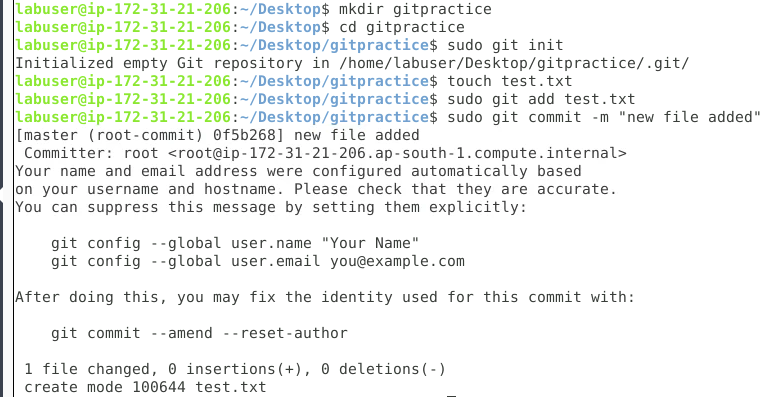 labuser@ip-172-31-21-206:~/Desktop$ mkdir gitpractice
labuser@ip-172-31-21-206:~/Desktop$ cd gitpractice
labuser@ip-172-31-21-206:~/Desktop/gitpractice$ sudo git init
Initialized empty Git repository in /home/labuser/Desktop/gitpractice/.git/
labuser@ip-172-31-21-206:~/Desktop/gitpractice$ touch test.txt
labuser@ip-172-31-21-206:~/Desktop/gitpractice$ sudo git add test.txt
labuser@ip-172-31-21-206:~/Desktop/gitpractice$ sudo git commit -m "new file added"
[master (root-commit) 0f5b268] new file added
 Committer: root <root@ip-172-31-21-206.ap-south-1.compute.internal>
Your name and email address were configured automatically based
on your username and hostname. Please check that they are accurate.
You can suppress this message by setting them explicitly:

    git config --global user.name "Your Name"
    git config --global user.email you@example.com

After doing this, you may fix the identity used for this commit with:

    git commit --amend --reset-author

 1 file changed, 0 insertions(+), 0 deletions(-)
 create mode 100644 test.txt